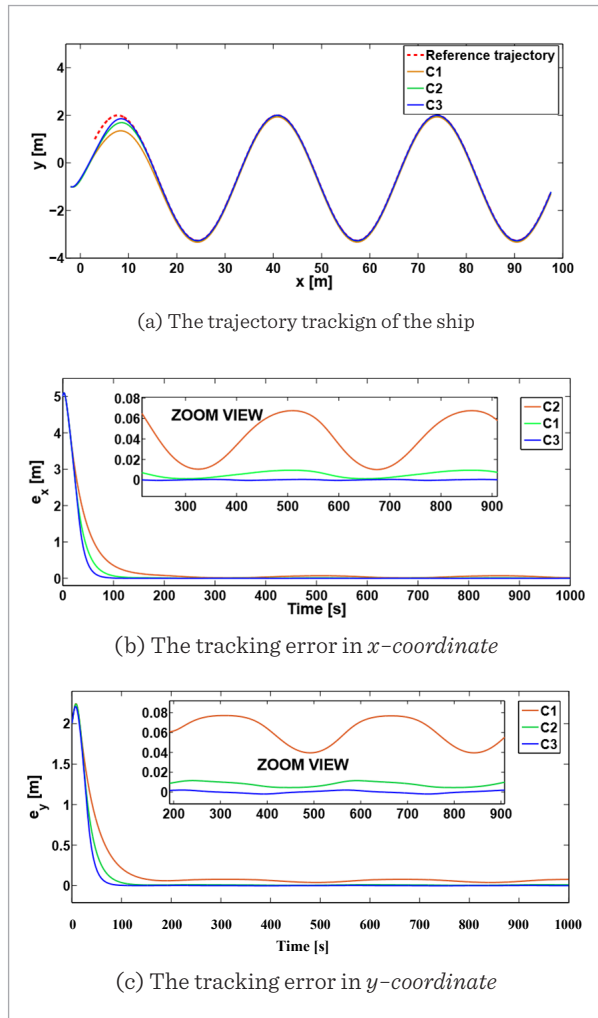 Reference trajectory
C1
C2
C3
4
2
0
−2
−4
y [m]
0 10 20 30 40 50 60 70 80 90 100
x [m]
(a) The trajectory trackign of the ship
5
4
3
2
1
0
e_x [m]
ZOOM VIEW
0.08
0.06
0.04
0.02
0
300 400 500 600 700 800 900
C2
C1
C3
0 100 200 300 400 500 600 700 800 900 1000
Time [s]
(b) The tracking error in x-coordinate
2
1.5
1
0.5
0
e_y [m]
0.08
0.06
0.04
0.02
0
ZOOM VIEW
200 300 400 500 600 700 800 900
C1
C2
C3
0 100 200 300 400 500 600 700 800 900 1000
Time [s]
(c) The tracking error in y-coordinate